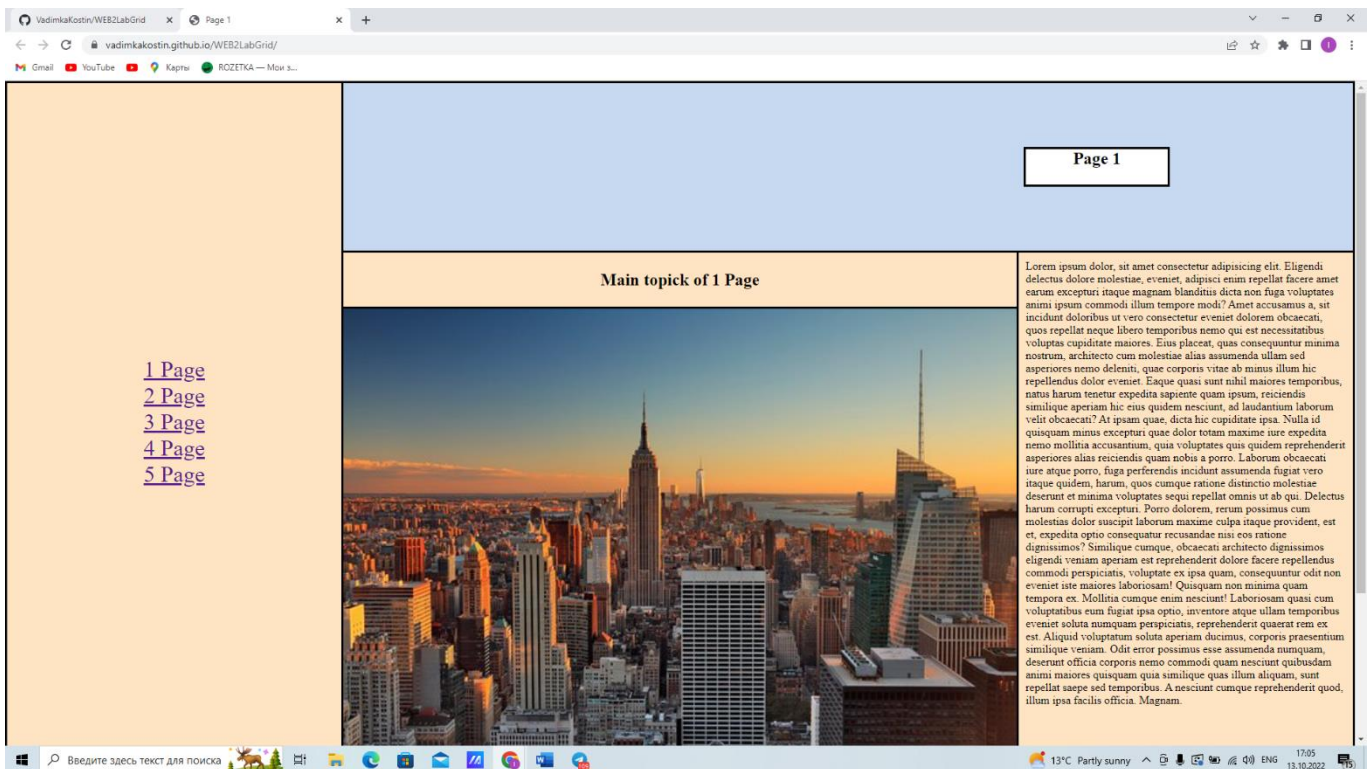 VadimkaKostin/WEB2LabGrid
Page 1
vadimkakostin.github.io/WEB2LabGrid/
Gmail
YouTube
Карты
ROZETKA — Мои з...
Page 1
Main topick of 1 Page
1 Page
2 Page
3 Page
4 Page
5 Page
Lorem ipsum dolor, sit amet consectetur adipisicing elit. Eligendi
delectus dolore molestiae, eveniet, adipisci enim repellat facere amet
earum excepturi itaque magnam blanditiis dicta non fuga voluptates
animi ipsum commodi illum tempore modi? Amet accusamus a, sit
incidunt doloribus ut vero consectetur eveniet dolorem obcaecati,
quos repellat neque libero temporibus nemo qui est necessitatibus
voluptas cupiditate maiores. Eius placeat, quas consequuntur minima
nostrum, architecto cum molestiae alias assumenda ullam sed
asperiores nemo deleniti, quae corporis vitae ab minus illum hic
repellendus dolor eveniet. Eaque quasi sunt nihil maiores temporibus,
natus harum tenetur expedita sapiente quam ipsum, reiciendis
similique aperiam hic eius quidem nesciunt, ad laudantium laborum
velit obcaecati? At ipsam quae, dicta hic cupiditate ipsa. Nulla id
quisquam minus excepturi quae dolor totam maxime iure expedita
nemo mollitia accusantium, quia voluptates quis quidem reprehenderit
asperiores alias reiciendis quam nobis a porro. Laborum obcaecati
iure atque porro, fuga perferendis incidunt assumenda fugiat vero
itaque quidem, harum, quos cumque ratione distinctio molestiae
deserunt et minima voluptates sequi repellat omnis ut ab qui. Delectus
harum corrupti excepturi. Porro dolorem, rerum possimus cum
molestias dolor suscipit laborum maxime culpa itaque provident, est
et, expedita optio consequatur recusandae nisi eos ratione
dignissimos? Similique cumque, obcaecati architecto dignissimos
eligendi veniam aperiam est reprehenderit dolore facere repellendus
commodi perspiciatis, voluptate ex ipsa quam, consequuntur odit non
eveniet iste maiores laboriosam! Quisquam non minima quam
tempora ex. Mollitia cumque enim nesciunt! Laboriosam quasi cum
voluptatibus eum fugiat ipsa optio, inventore atque ullam temporibus
eveniet soluta numquam perspiciatis, reprehenderit quaerat rem ex
est. Aliquid voluptatum soluta aperiam ducimus, corporis praesentium
similique veniam. Odit error possimus esse assumenda numquam,
deserunt officia corporis nemo commodi quam nesciunt quibusdam
animi maiores quisquam quia similique quas illum aliquam, sunt
repellat saepe sed temporibus. A nesciunt cumque reprehenderit quod,
illum ipsa facilis officia. Magnam.
Введите здесь текст для поиска
13°C Partly sunny
ENG
17:05
13.10.2022